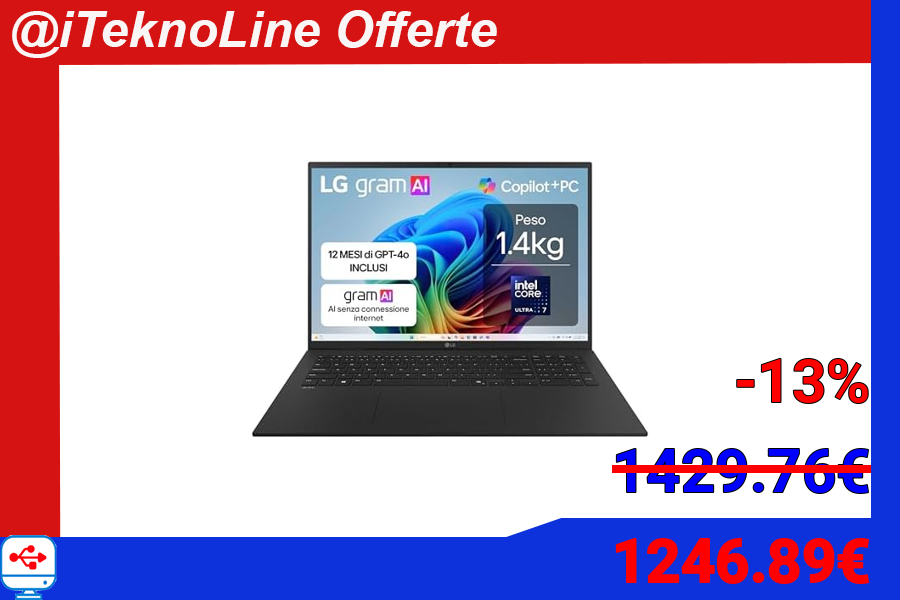 @iTeknoLine Offerte
LG gram AI
Copilot+PC
Peso
1.4kg
12 MESI di GPT-4o
INCLUSI
intel
CORE
ULTRA 7
gram AI
AI senza connessione
internet
LG
-13%
1429.76€
1246.89€